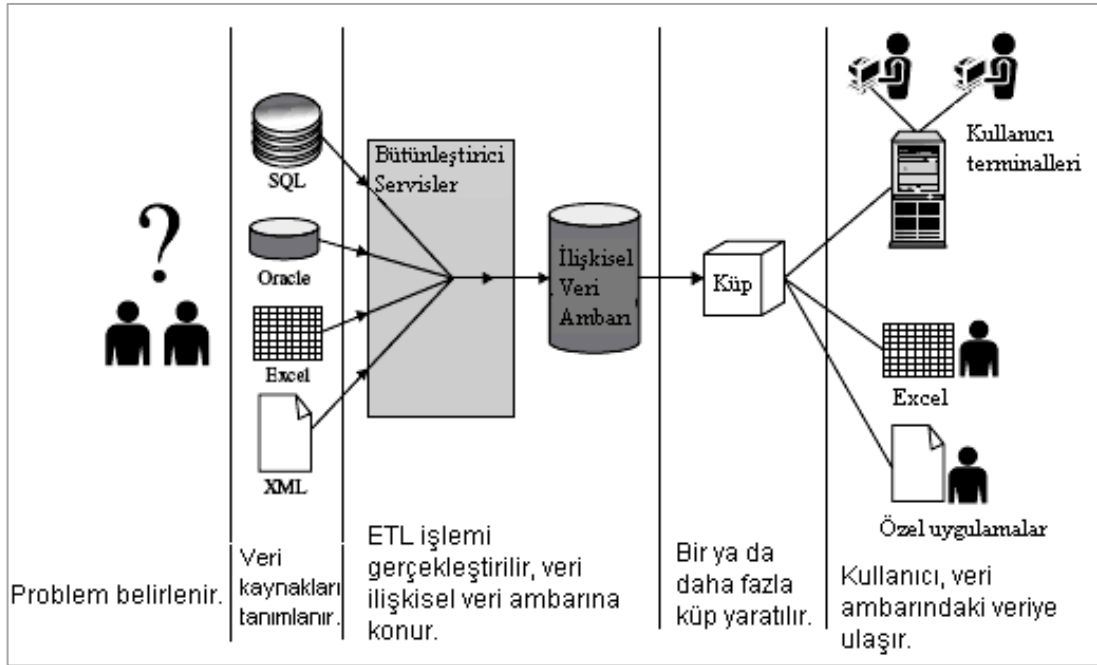 ?
Problem belirlenir.
SQL
Oracle
Excel
XML
Veri
kaynakları
tanımlanır.
Bütünleştirici
Servisler
İlişkisel
Veri
Ambarı
ETL işlemi
gerçekleştirilir, veri
ilişkisel veri ambarına
konur.
Küp
Bir ya da
daha fazla
küp yaratılır.
Kullanıcı
terminalleri
Excel
Özel uygulamalar
Kullanıcı, veri
ambarındaki veriye
ulaşır.